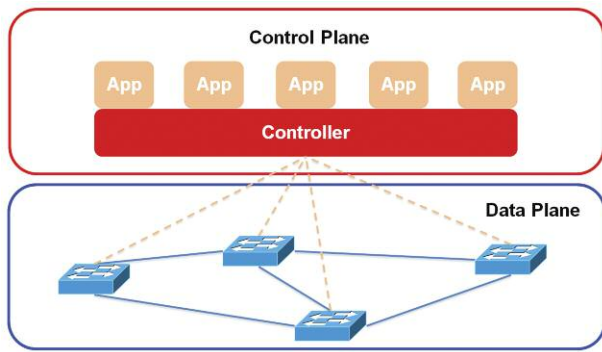 Control Plane
App App App App App
Controller
Data Plane